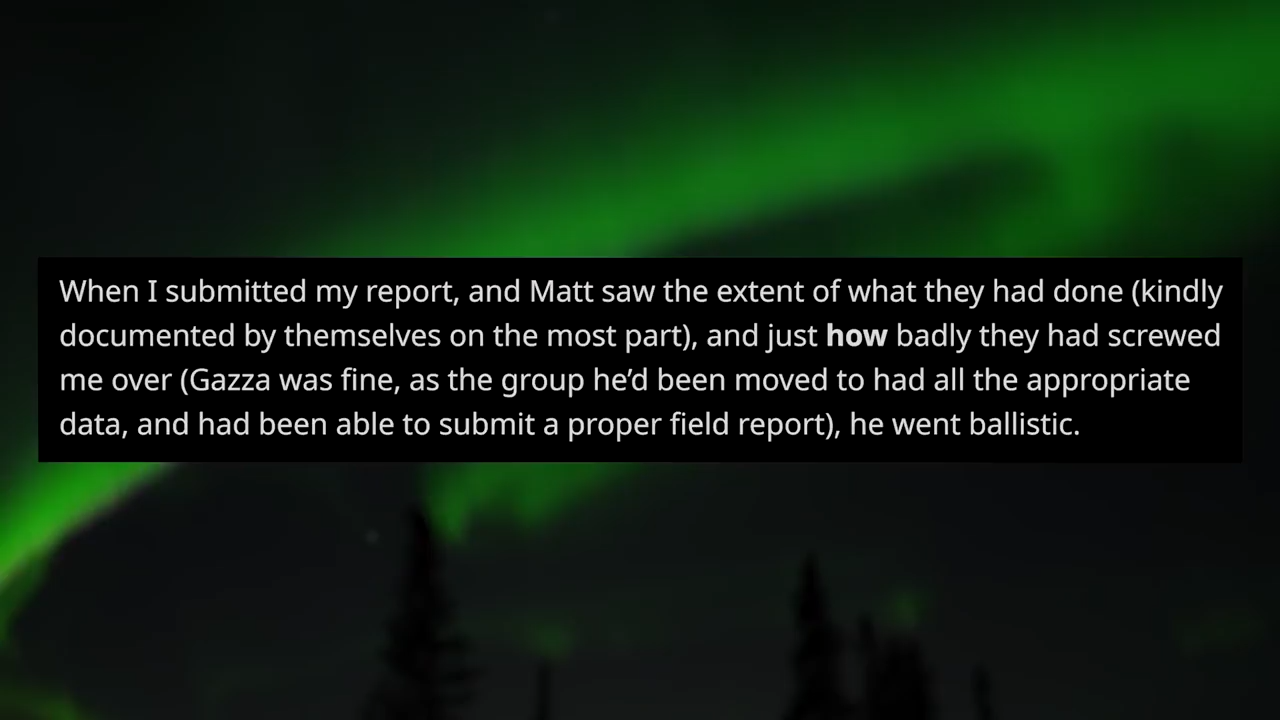 When I submitted my report, and Matt saw the extent of what they had done (kindly
documented by themselves on the most part), and just how badly they had screwed
me over (Gazza was fine, as the group he’d been moved to had all the appropriate
data, and had been able to submit a proper field report), he went ballistic.